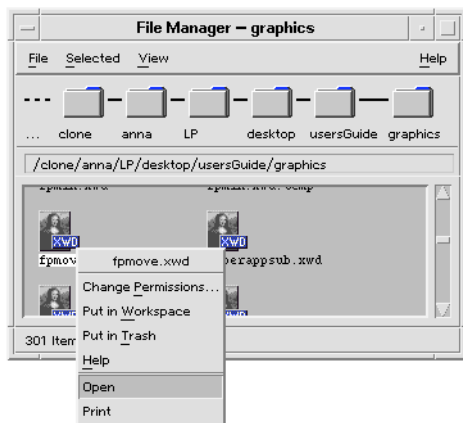 File Manager — graphics
File Selected View Help
... clone anna LP desktop usersGuide graphics
/clone/anna/LP/desktop/usersGuide/graphics
XWD XWD
fpmov perappsub.xwd
fpmove.xwd
Change Permissions...
Put in Workspace
Put in Trash
Help
Open
Print
301 Item